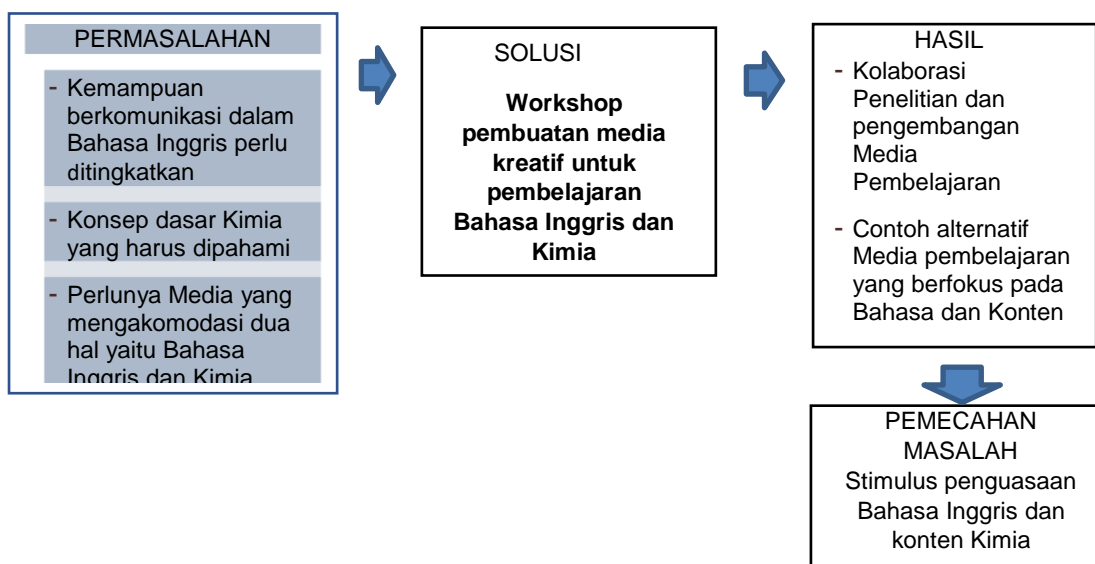 PERMASALAHAN
- Kemampuan
berkomunikasi dalam
Bahasa Inggris perlu
ditingkatkan
- Konsep dasar Kimia
yang harus dipahami
- Perlunya Media yang
mengakomodasi dua
hal yaitu Bahasa
Inggris dan Kimia
SOLUSI
Workshop
pembuatan media
kreatif untuk
pembelajaran
Bahasa Inggris dan
Kimia
HASIL
- Kolaborasi
Penelitian dan
pengembangan
Media
Pembelajaran
- Contoh alternatif
Media pembelajaran
yang berfokus pada
Bahasa dan Konten
PEMECAHAN
MASALAH
Stimulus penguasaan
Bahasa Inggris dan
konten Kimia